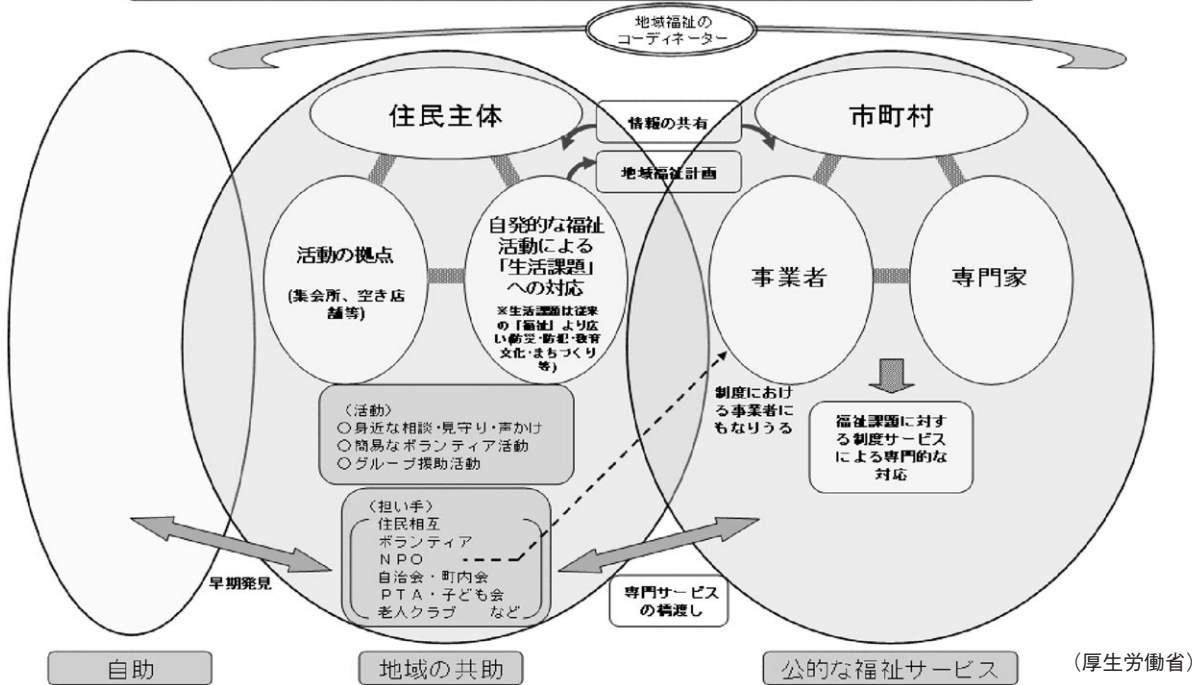 地域福祉の
コーディネーター
住民主体
情報の共有
市町村
地域福祉計画
活動の拠点
(集会所、空き店
舗等)
自発的な福祉
活動による
「生活課題」
への対応
※生活課題は従来
の「福祉」より広
い(防災・防犯・教育
文化・まちづくり
等)
事業者
専門家
〈活動〉
○身近な相談・見守り・声かけ
○簡易なボランティア活動
○グループ援助活動
制度におけ
る事業者に
もなりうる
福祉課題に対す
る制度サービス
による専門的な
対応
〈担い手〉
住民相互
ボランティア
NPO
自治会・町内会
PTA・子ども会
老人クラブ など
早期発見
専門サービス
の橋渡し
自助
地域の共助
公的な福祉サービス
(厚生労働省)